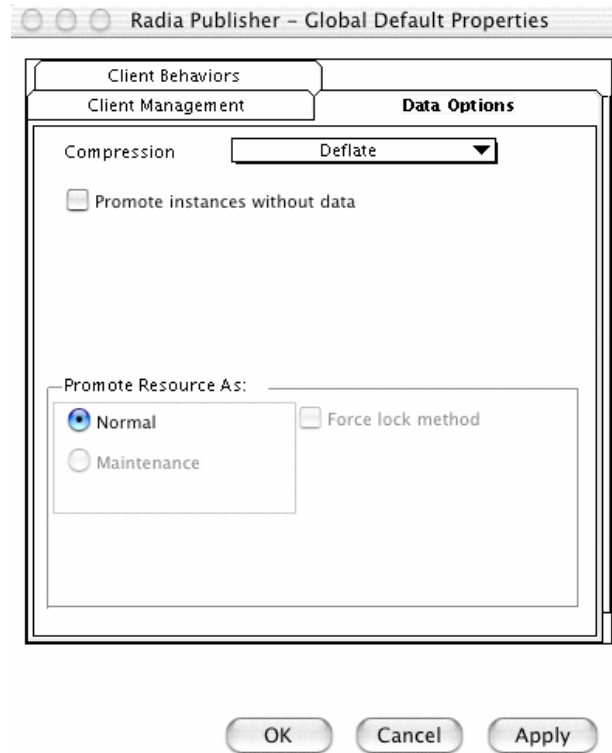 Radia Publisher – Global Default Properties
Client Behaviors
Client Management
Data Options
Compression
Deflate
Promote instances without data
Promote Resource As:
Normal
Force lock method
Maintenance
OK
Cancel
Apply